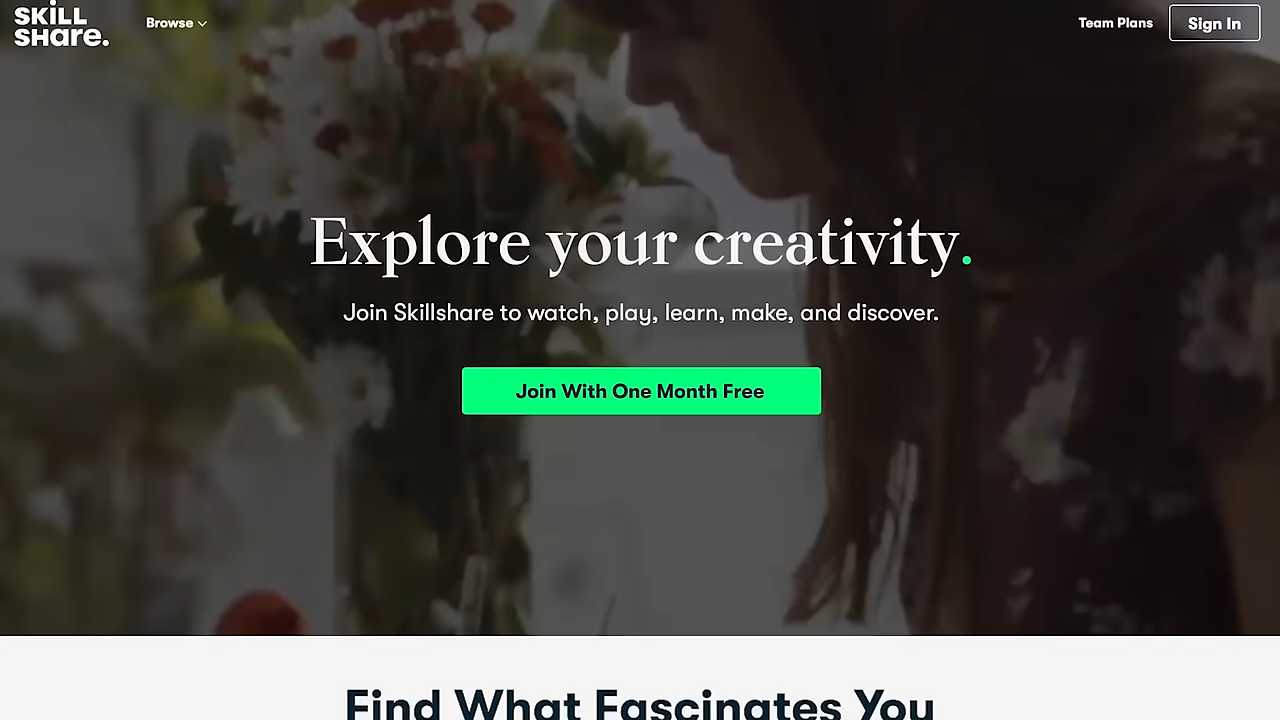 SKiLL
SHare.
Browse
Team Plans
Sign In
Explore your creativity.
Join Skillshare to watch, play, learn, make, and discover.
Join With One Month Free
Find What Fascinates You